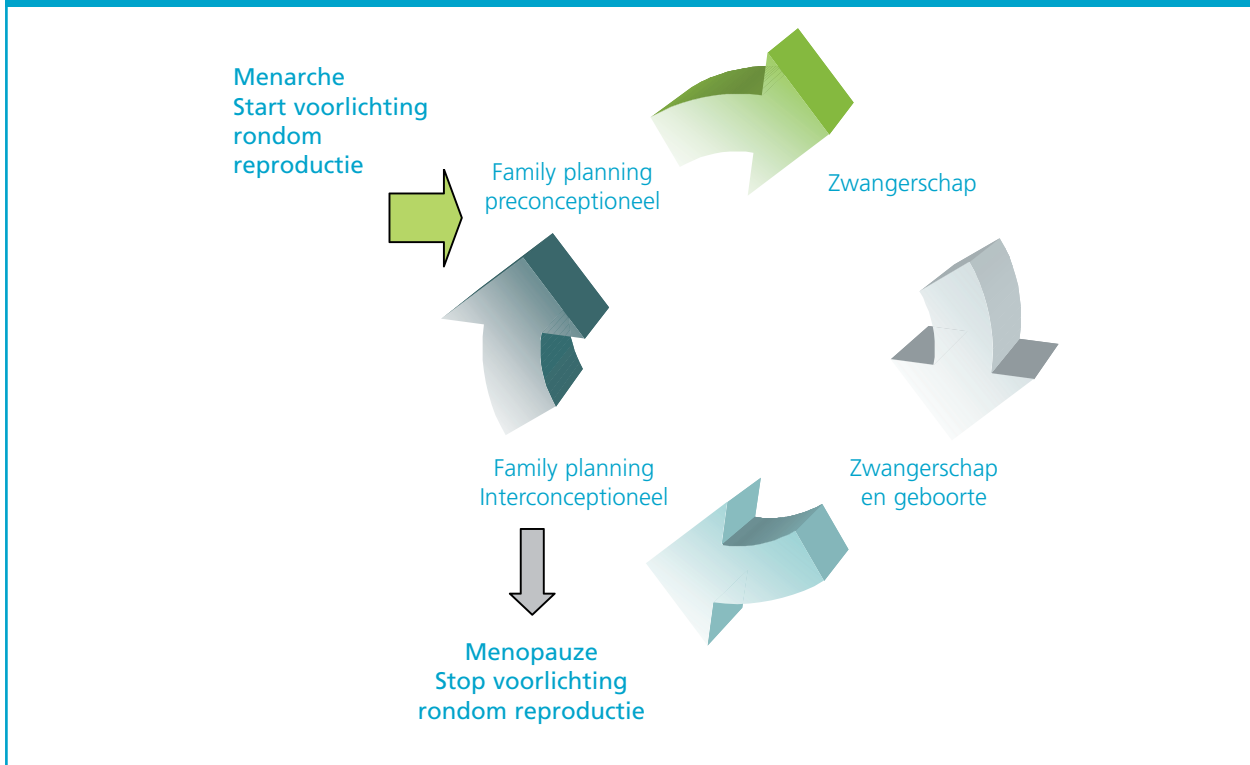 Menarche
Start voorlichting
rondom
reproductie
Family planning
preconceptioneel
Zwangerschap
Zwangerschap
en geboorte
Family planning
Interconceptioneel
Menopauze
Stop voorlichting
rondom reproductie